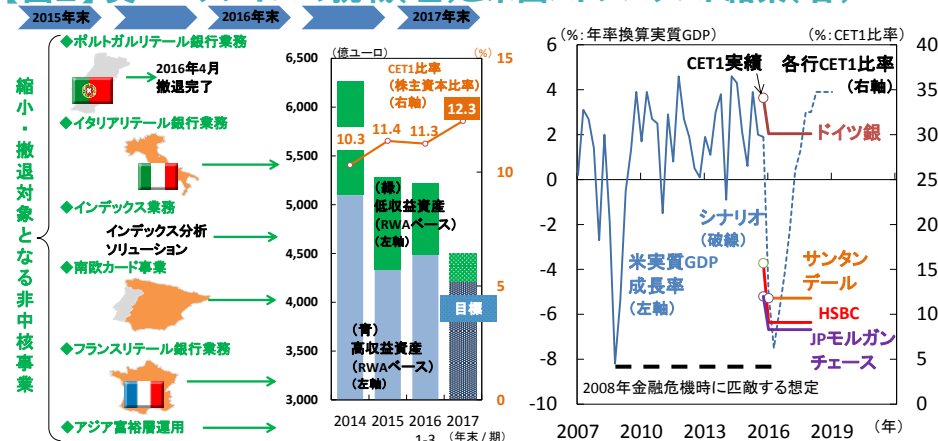 2015年末
2016年末
2017年末
縮小・撤退対象となる非中核事業
◆ポルトガルリテール銀行業務
2016年4月
撤退完了
◆イタリアリテール銀行業務
◆インデックス業務
インデックス分析
ソリューション
◆南欧カード事業
◆フランスリテール銀行業務
◆アジア富裕層運用
(億ユーロ)
(%)
6,500
6,000
5,500
5,000
4,500
4,000
3,500
3,000
15
10
5
0
CET1比率
(株主資本比率)
(右軸)
10.3
11.4
11.3
12.3
(緑)
低収益資産
(RWAベース)
(左軸)
目標
(青)
高収益資産
(RWAベース)
(左軸)
2014
2015
2016
2017
1-3
(年末/期)
(%:年率換算実質GDP)
(%:CET1比率)
6
4
2
0
-2
-4
-6
-8
-10
40
35
30
25
20
15
10
5
0
CET1実績
各行CET1比率
(右軸)
ドイツ銀
シナリオ
(破線)
米実質GDP
成長率
(左軸)
サンタン
デール
HSBC
JPモルガン
チェース
2008年金融危機時に匹敵する想定
2007
2010
2013
2016
2019
(年)